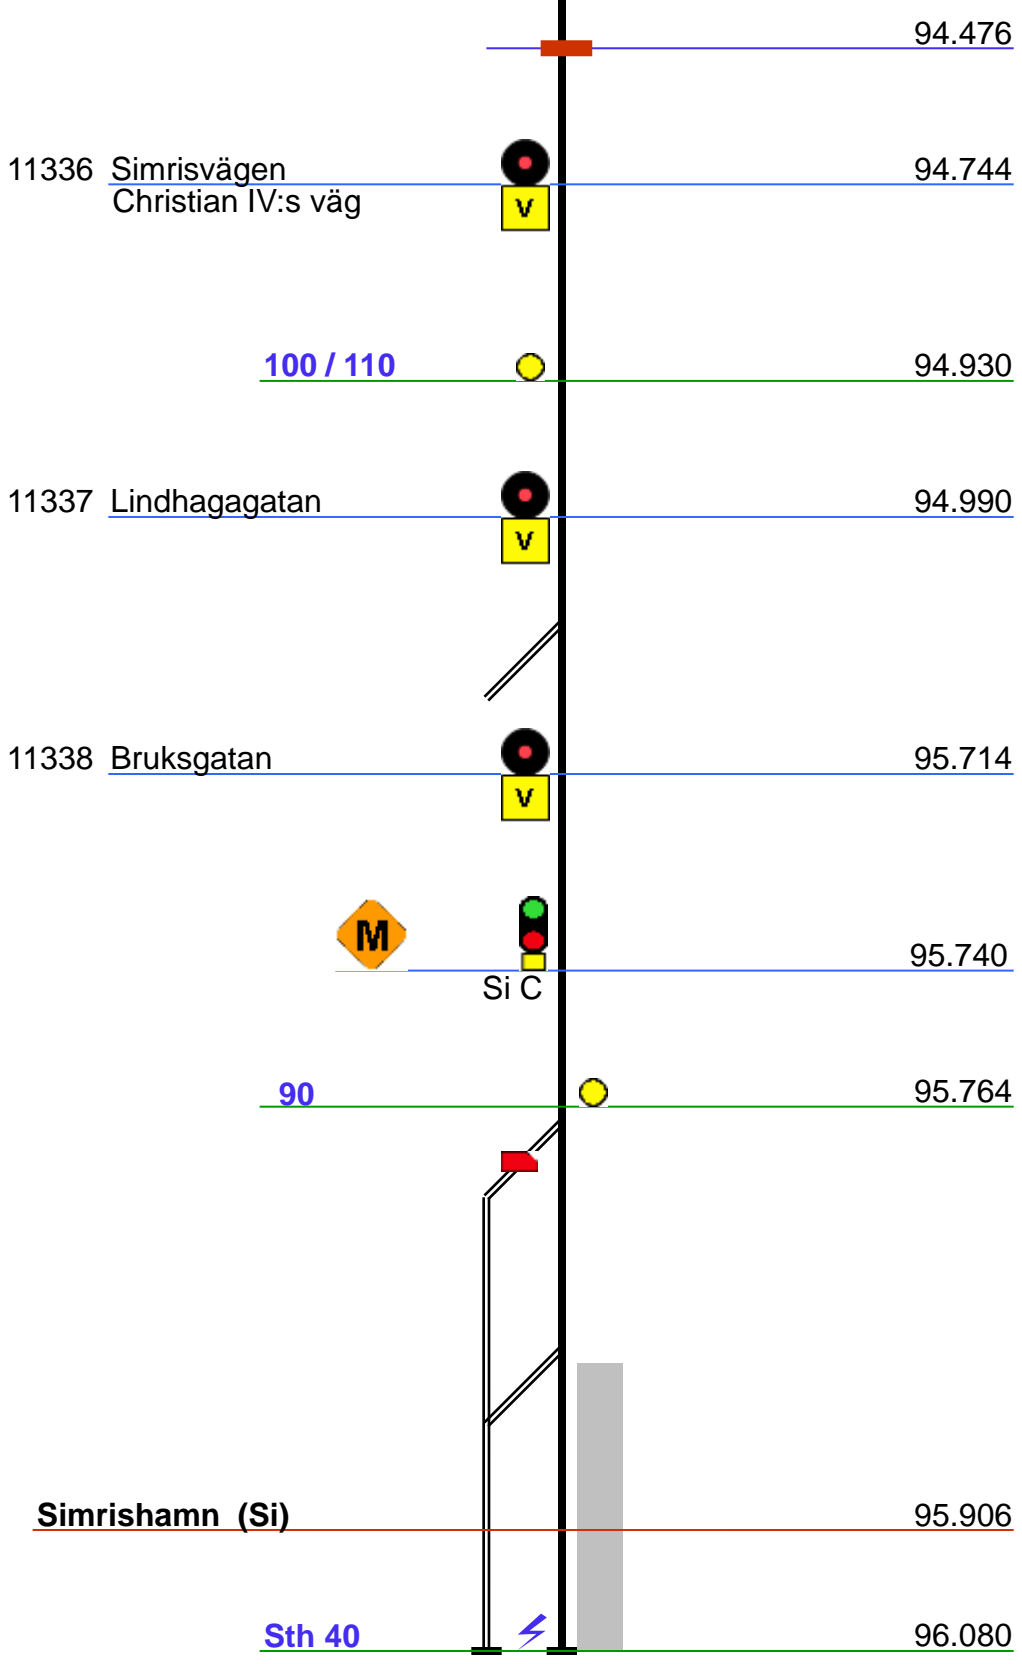 94.476
11336 Simrisvägen 94.744
Christian IV:s väg
V
100 / 110 94.930
11337 Lindhagagatan 94.990
V
11338 Bruksgatan 95.714
V
M 95.740
Si C
90 95.764
Simrishamn (Si) 95.906
Sth 40 96.080